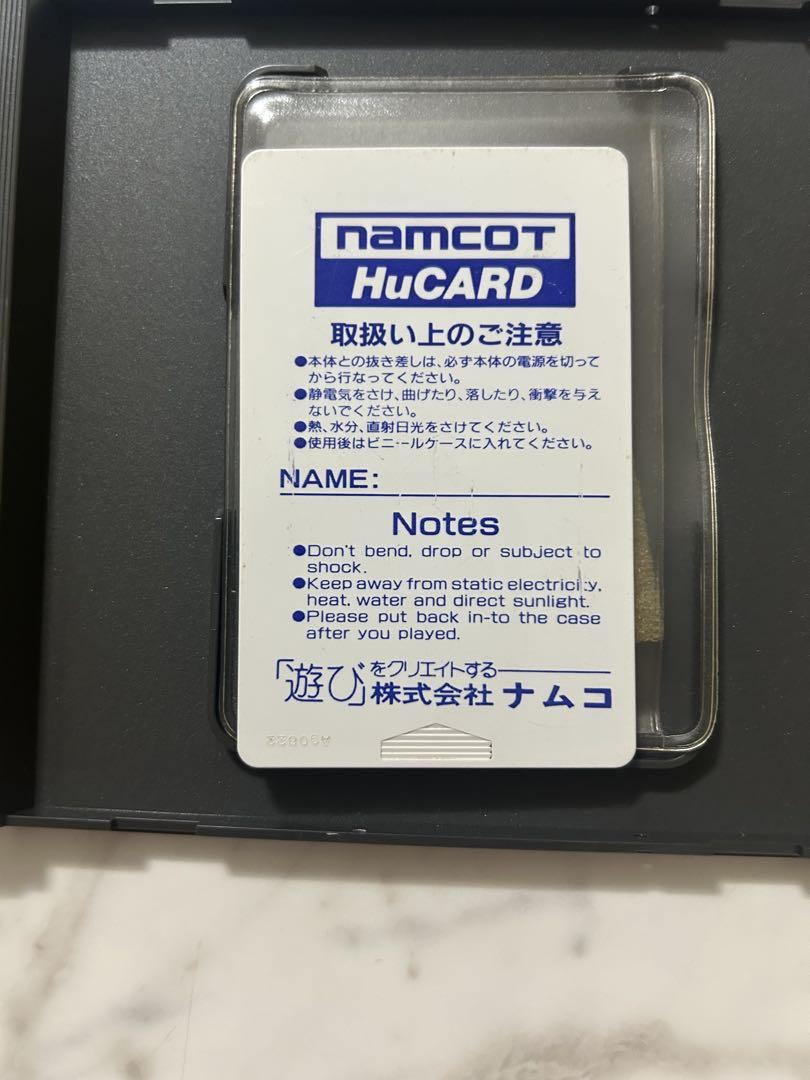 namcot
HuCARD
取扱い上のご注意
●本体との抜き差しは、必ず本体の電源を切って
から行なってください。
●静電気をさけ、曲げたり、落したり、衝撃を与え
ないでください。
●熱、水分、直射日光をさけてください。
●使用後はビニールケースに入れてください。
NAME:
Notes
●Don't bend, drop or subject to
shock.
●Keep away from static electricity,
heat, water and direct sunlight.
●Please put back in-to the case
after you played.
「遊び」をクリエイトする
株式会社ナムコ